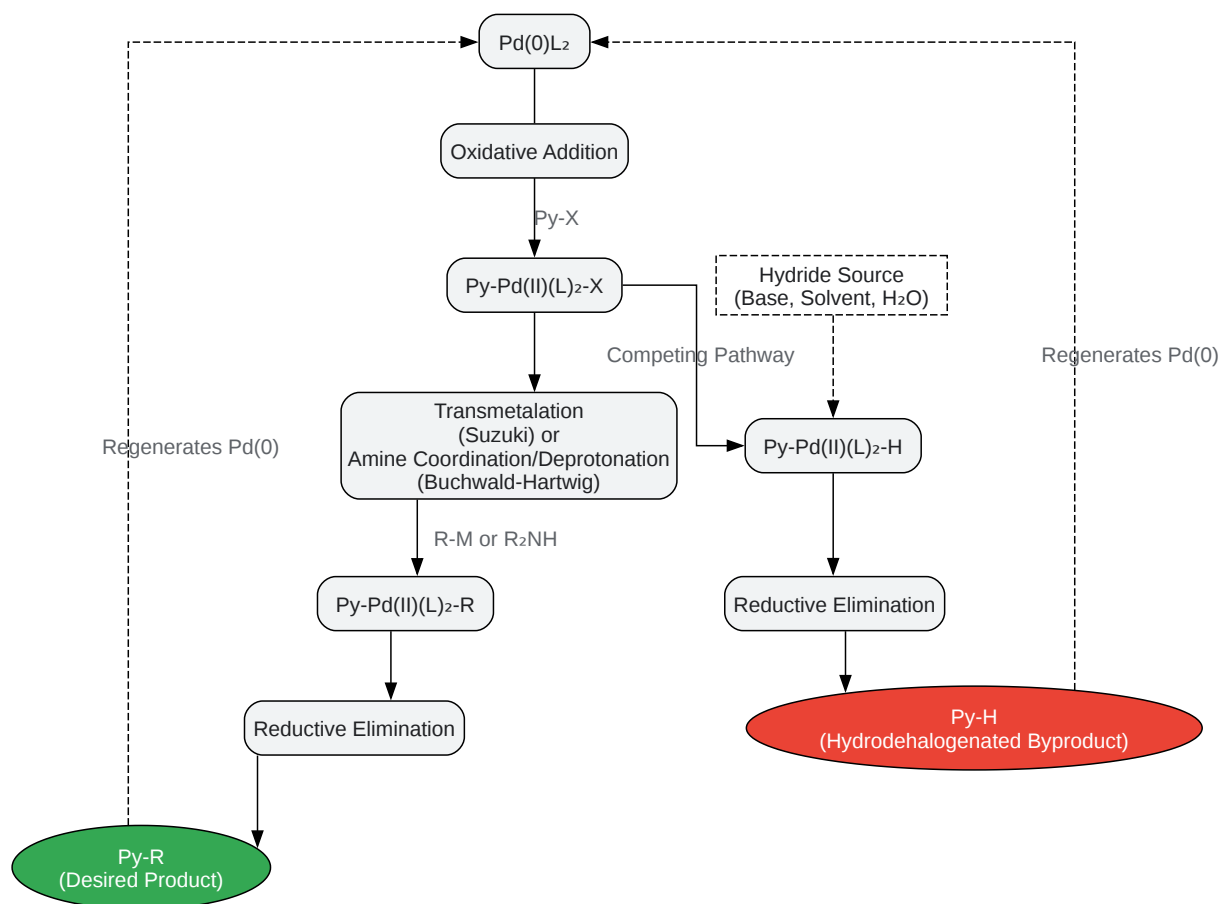 Pd(0)L₂
Oxidative Addition
Py-X
Py-Pd(II)(L)₂-X
Hydride Source
(Base, Solvent, H₂O)
Competing Pathway
Regenerates Pd(0)
Transmetalation
(Suzuki) or
Amine Coordination/Deprotonation
(Buchwald-Hartwig)
Regenerates Pd(0)
Py-Pd(II)(L)₂-H
R-M or R₂NH
Py-Pd(II)(L)₂-R
Reductive Elimination
Reductive Elimination
Py-H
(Hydrodehalogenated Byproduct)
Py-R
(Desired Product)